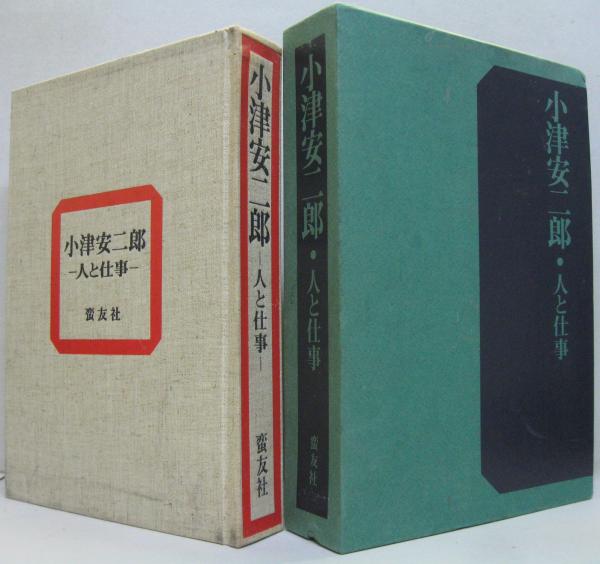 小津安二郎
―人と仕事―
蛮友社
小津安二郎―人と仕事―
蛮友社
小津安二郎・人と仕事
蛮友社
小津安二郎・人と仕事